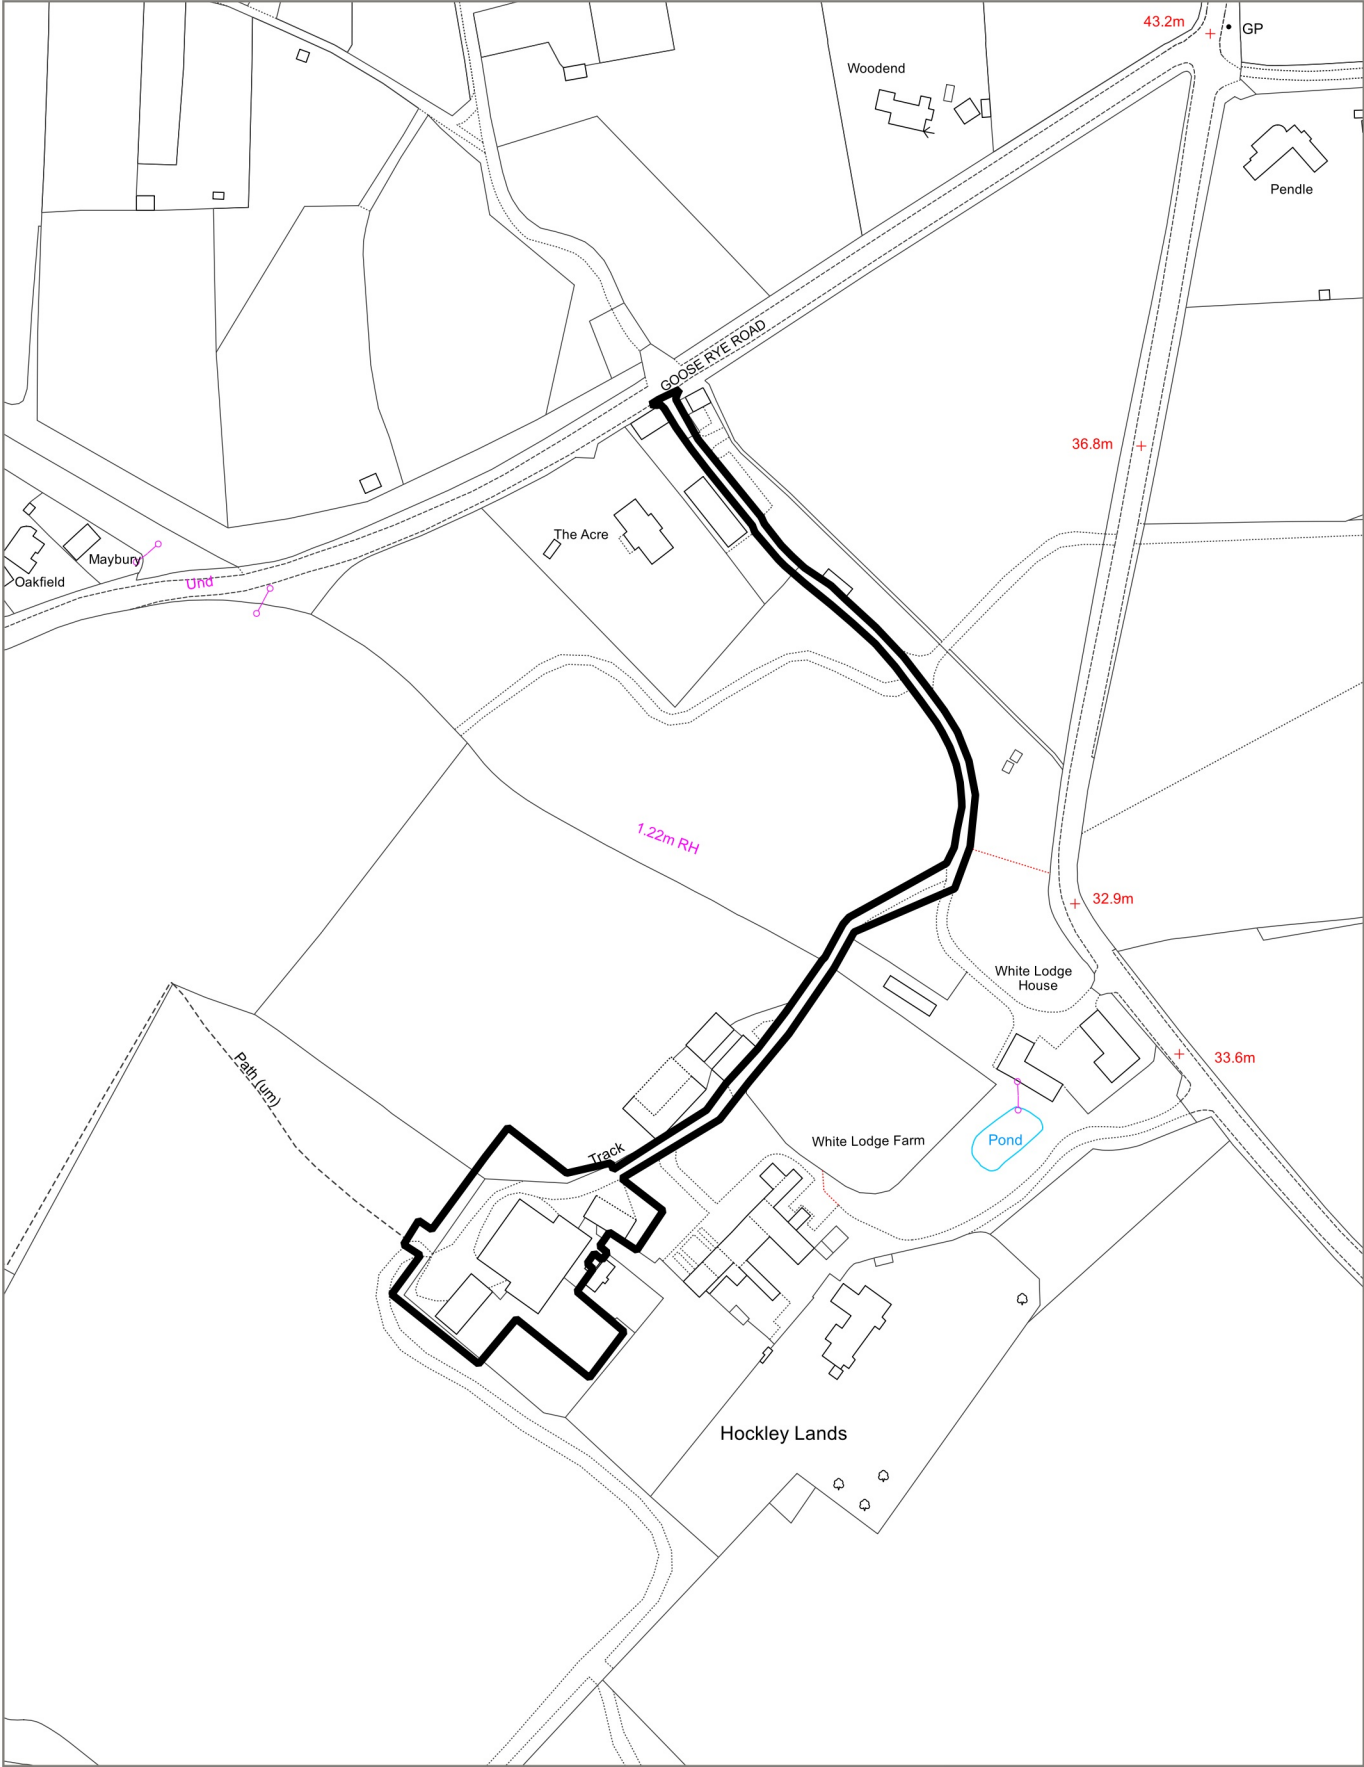 43.2m
GP
Woodend
Pendle
GOOSE RYE ROAD
36.8m
The Acre
Maybury
Oakfield
Und
1.22m RH
32.9m
White Lodge
House
33.6m
Path (um)
Pond
White Lodge Farm
Track
Hockley Lands